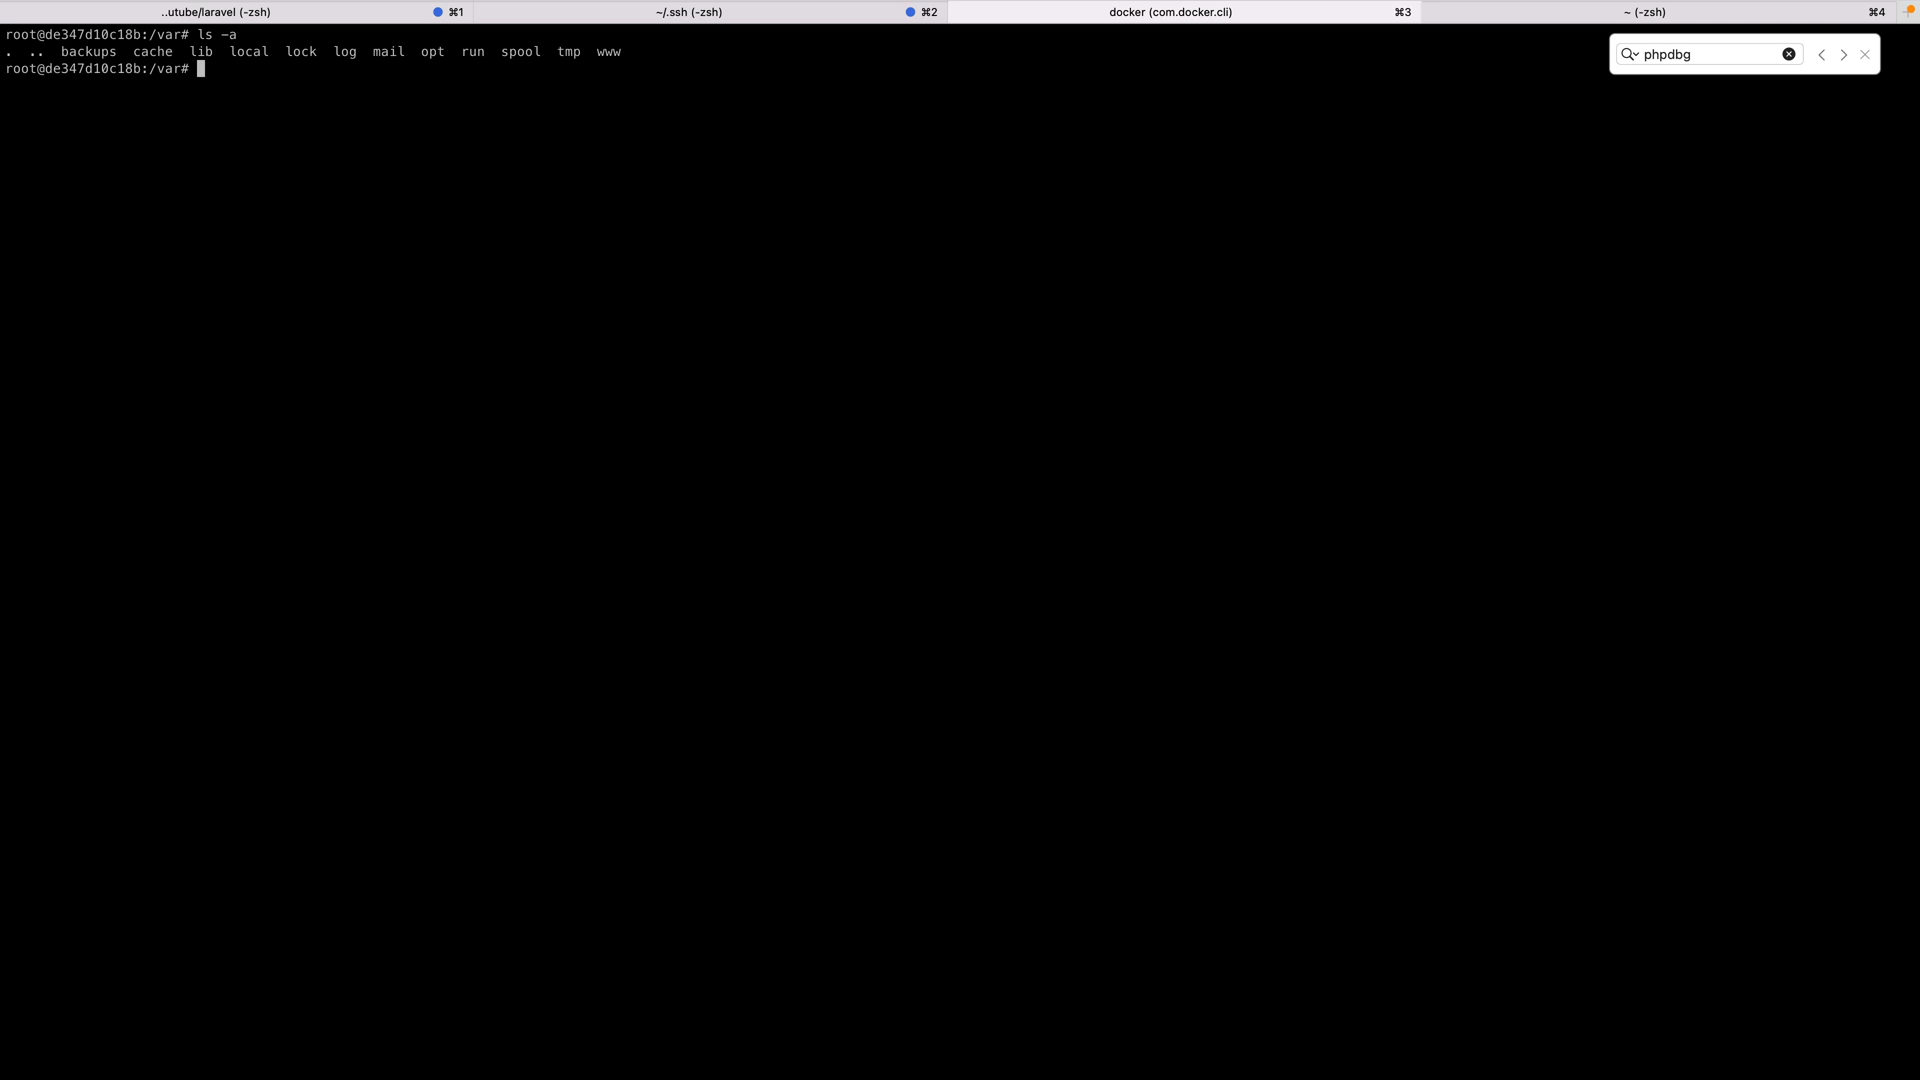 ..utube/laravel (-zsh) ⌘1 ~/.ssh (-zsh) ⌘2 docker (com.docker.cli) ⌘3 ~ (-zsh) ⌘4
root@de347d10c18b:/var# ls -a
. .. backups cache lib local lock log mail opt run spool tmp www
phpdbg
root@de347d10c18b:/var#